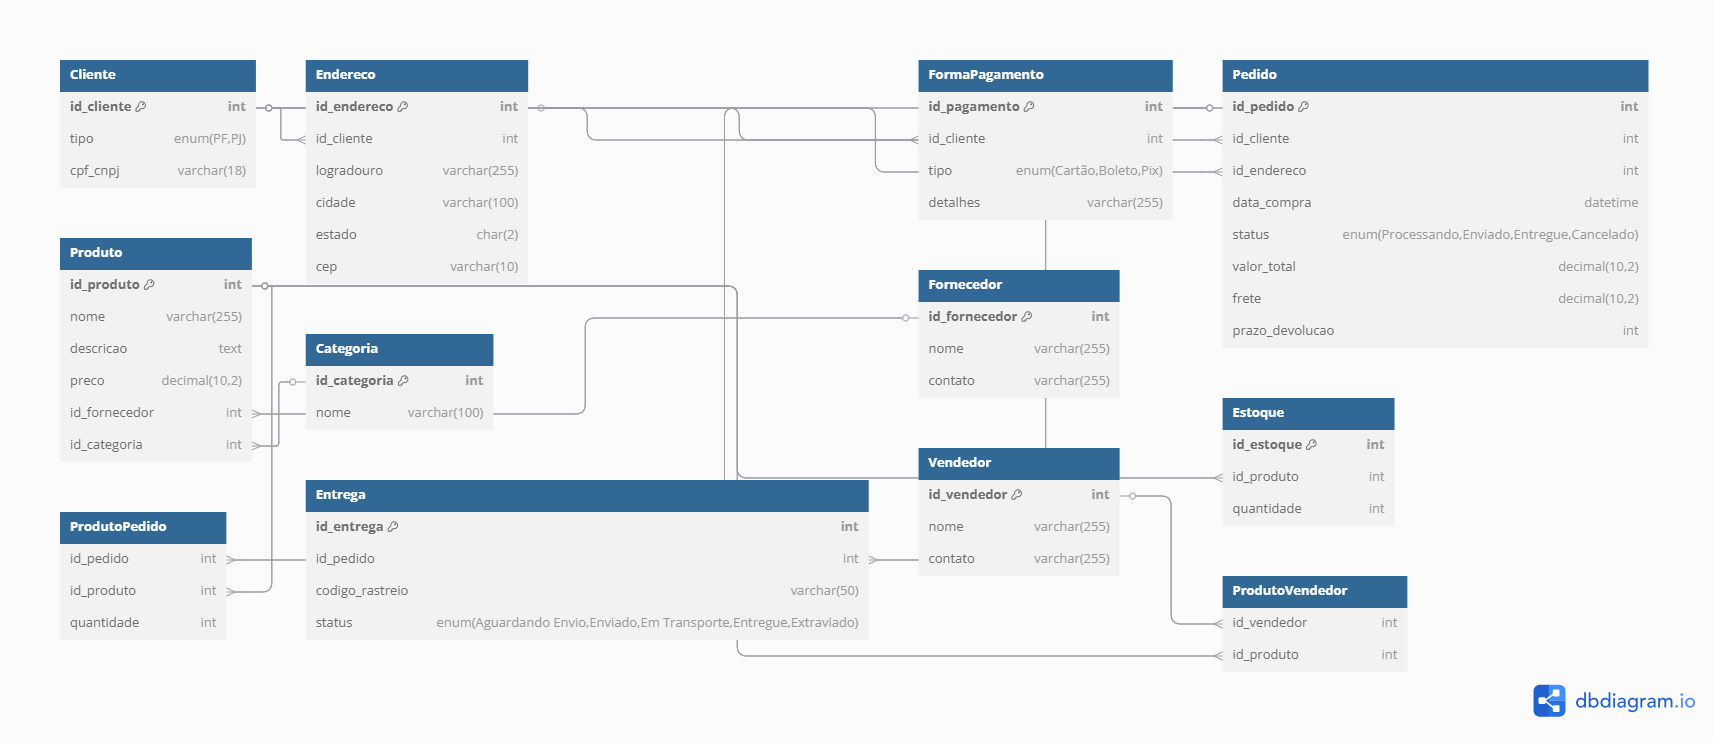 Cliente
id_cliente int
tipo enum(PF,PJ)
cpf_cnpj varchar(18)
Endereco
id_endereco int
id_cliente int
logradouro varchar(255)
cidade varchar(100)
estado char(2)
cep varchar(10)
FormaPagamento
id_pagamento int
id_cliente int
tipo enum(Cartão,Boleto,Pix)
detalhes varchar(255)
Pedido
id_pedido int
id_cliente int
id_endereco int
data_compra datetime
status enum(Processando,Enviado,Entregue,Cancelado)
valor_total decimal(10,2)
frete decimal(10,2)
prazo_devolucao int
Produto
id_produto int
nome varchar(255)
descricao text
preco decimal(10,2)
id_fornecedor int
id_categoria int
Categoria
id_categoria int
nome varchar(100)
Fornecedor
id_fornecedor int
nome varchar(255)
contato varchar(255)
Estoque
id_estoque int
id_produto int
quantidade int
ProdutoPedido
id_pedido int
id_produto int
quantidade int
Entrega
id_entrega int
id_pedido int
codigo_rastreio varchar(50)
status enum(Aguardando Envio,Enviado,Em Transporte,Entregue,Extraviado)
Vendedor
id_vendedor int
nome varchar(255)
contato varchar(255)
ProdutoVendedor
id_vendedor int
id_produto int
dbdiagram.io